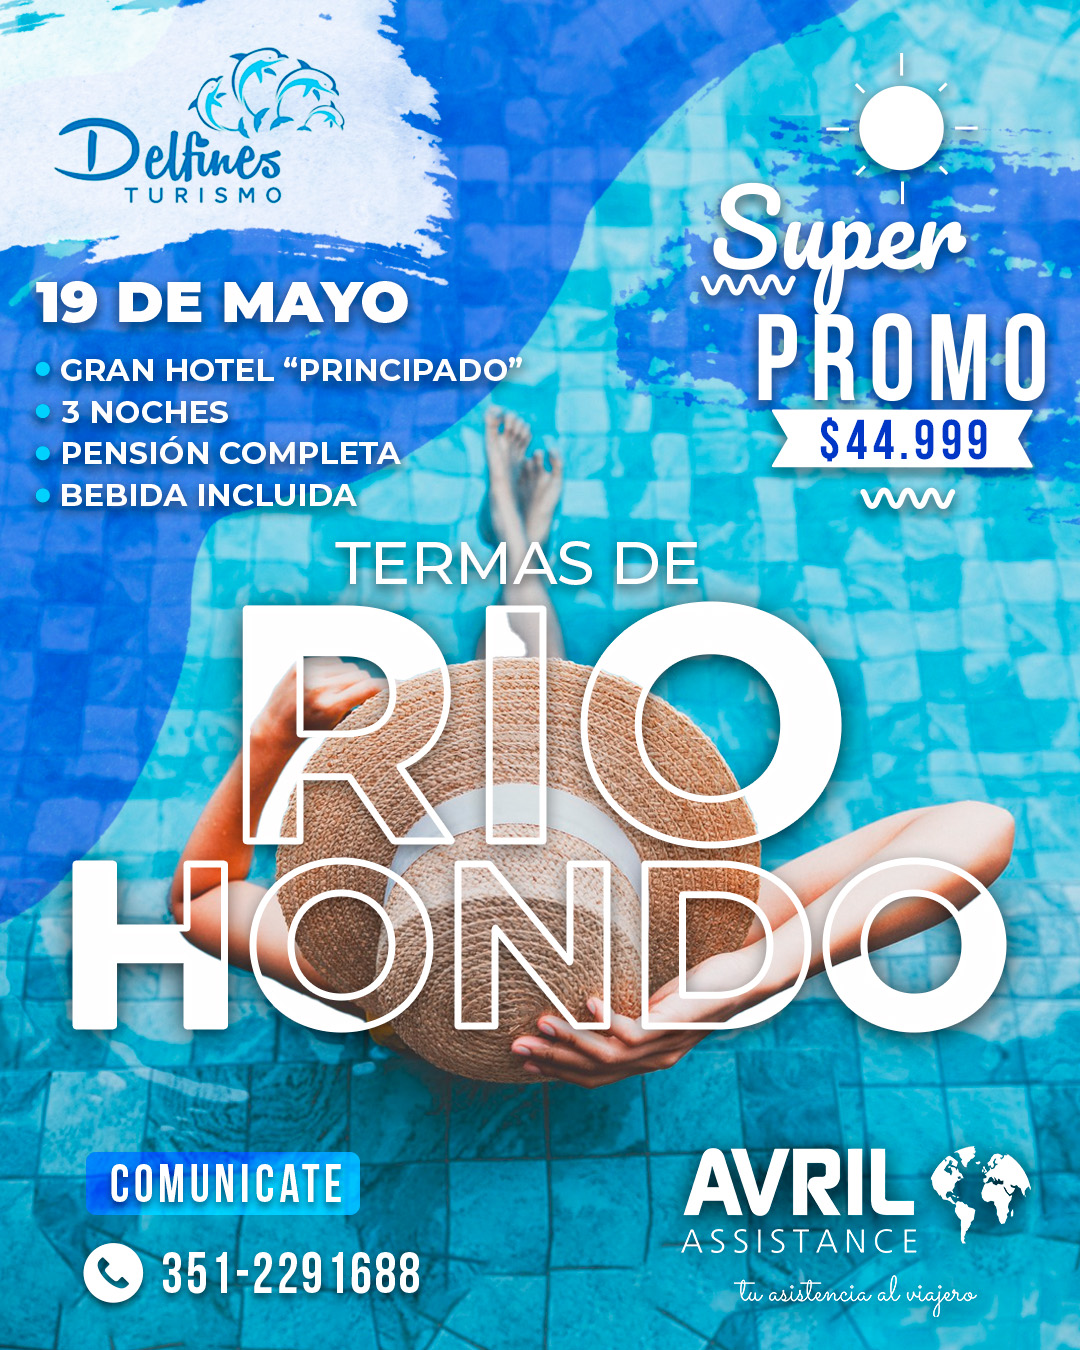 Delfines
TURISMO
19 DE MAYO
GRAN HOTEL “PRINCIPADO”
3 NOCHES
PENSIÓN COMPLETA
BEBIDA INCLUIDA
Super
PROMO
$44.999
TERMAS DE
RIO
HONDO
COMUNICATE
351-2291688
AVRIL
ASSISTANCE
tu asistencia al viajero